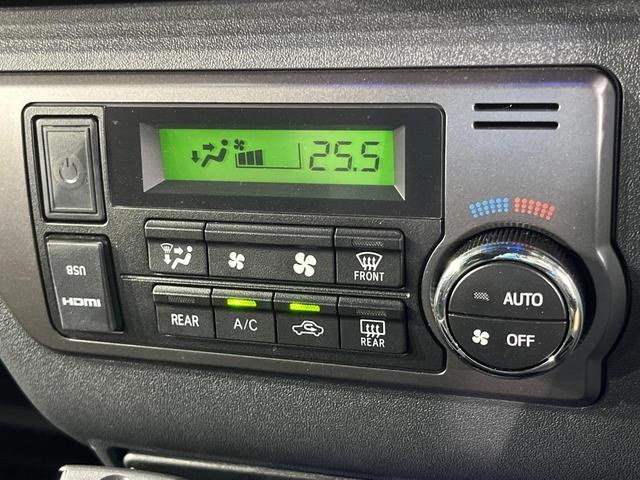 25.5
FRONT
AUTO
USB
HDMI
REAR
A/C
REAR
OFF